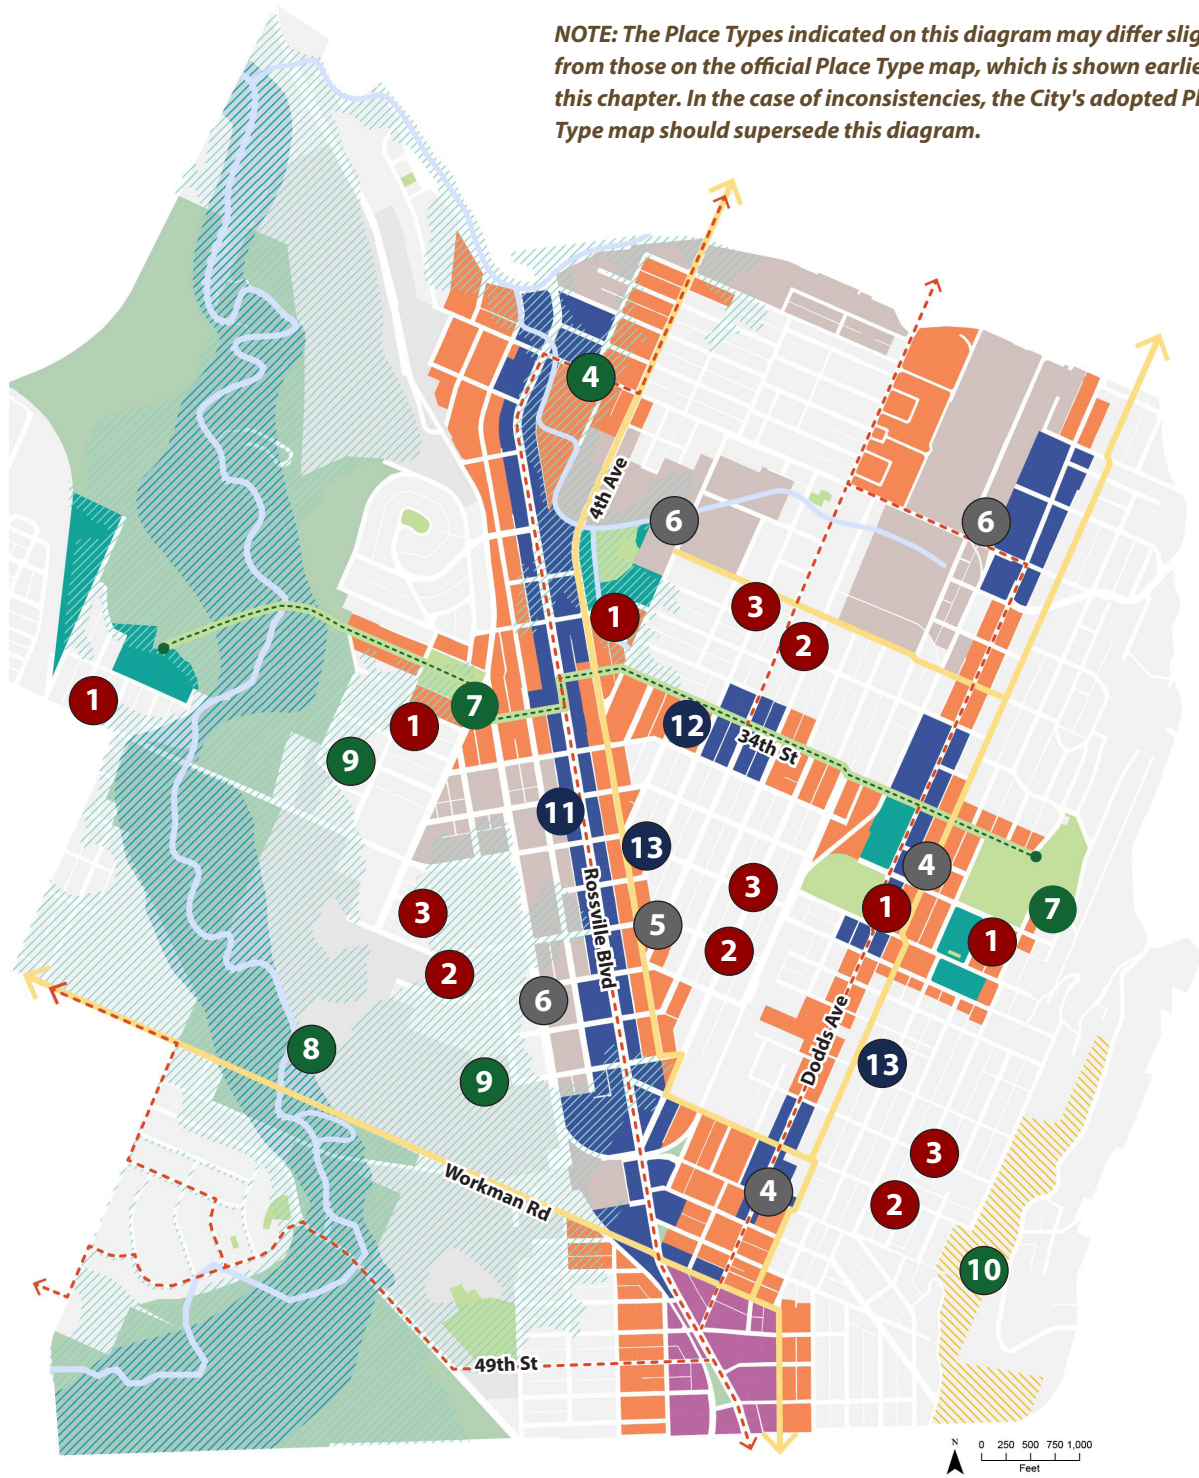 NOTE: The Place Types indicated on this diagram may differ slig
from those on the official Place Type map, which is shown earlie
this chapter. In the case of inconsistencies, the City's adopted Pl
Type map should supersede this diagram.
4
4th Ave
6
6
1
3
2
1
1
7
12
34th St
9
11
13
4
3
3
1
7
5
1
2
2
Rossville Blvd
6
8
Dodds Ave
13
9
3
Workman Rd
4
2
10
49th St
N
0 250 500 750 1,000
Feet